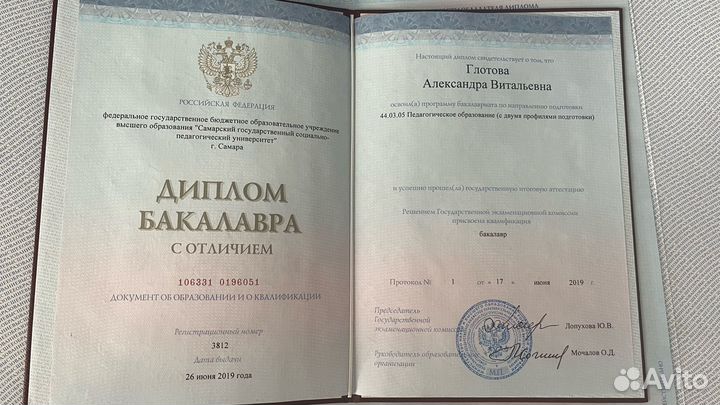 РОССИЙСКАЯ ФЕДЕРАЦИЯ
федеральное государственное бюджетное образовательное учреждение
высшего образования "Самарский государственный социально-
педагогический университет"
г. Самара
ДИПЛОМ
БАКАЛАВРА
С ОТЛИЧИЕМ
106331 0196051
ДОКУМЕНТ ОБ ОБРАЗОВАНИИ И О КВАЛИФИКАЦИИ
Регистрационный номер
3812
Дата выдачи
26 июня 2019 года
Настоящий диплом свидетельствует о том, что
Глотова
Александра Витальевна
освоил(а) программу бакалавриата по направлению подготовки
44.03.05 Педагогическое образование (с двумя профилями подготовки)
и успешно прошел(ла) государственную итоговую аттестацию
Решением Государственной экзаменационной комиссии
присвоена квалификация
бакалавр
Протокол № 1 от « 17 » июня 2019 г.
Председатель
Государственной
экзаменационной комиссии
Лопухова Ю.В.
Руководитель образовательной
организации
Мочалов О.Д.
М.П.
Avito